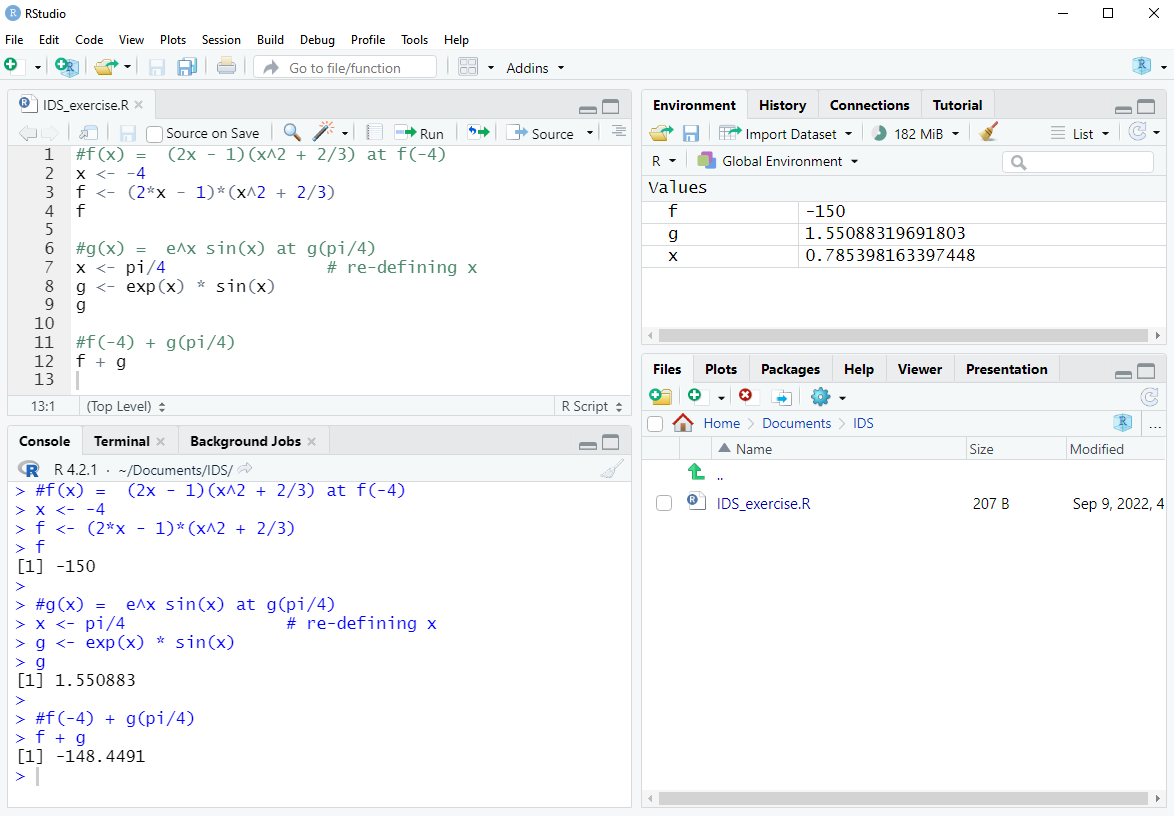 RStudio
File Edit Code View Plots Session Build Debug Profile Tools Help
Go to file/function Addins
IDS_exercise.R
Source on Save Run Source
1 #f(x) =  (2x - 1)(x^2 + 2/3) at f(-4)
2 x <- -4
3 f <- (2*x - 1)*(x^2 + 2/3)
4 f
5
6 #g(x) =  e^x sin(x) at g(pi/4)
7 x <- pi/4                # re-defining x
8 g <- exp(x) * sin(x)
9 g
10
11 #f(-4) + g(pi/4)
12 f + g
13
13:1 (Top Level) R Script
Console Terminal Background Jobs
R R 4.2.1 · ~/Documents/IDS/
> #f(x) =  (2x - 1)(x^2 + 2/3) at f(-4)
> x <- -4
> f <- (2*x - 1)*(x^2 + 2/3)
> f
[1] -150
>
> #g(x) =  e^x sin(x) at g(pi/4)
> x <- pi/4                # re-defining x
> g <- exp(x) * sin(x)
> g
[1] 1.550883
>
> #f(-4) + g(pi/4)
> f + g
[1] -148.4491
>
Environment History Connections Tutorial
Import Dataset 182 MiB List
R Global Environment
Values
f -150
g 1.55088319691803
x 0.785398163397448
Files Plots Packages Help Viewer Presentation
Home Documents IDS ...
Name Size Modified
..
IDS_exercise.R 207 B Sep 9, 2022, 4